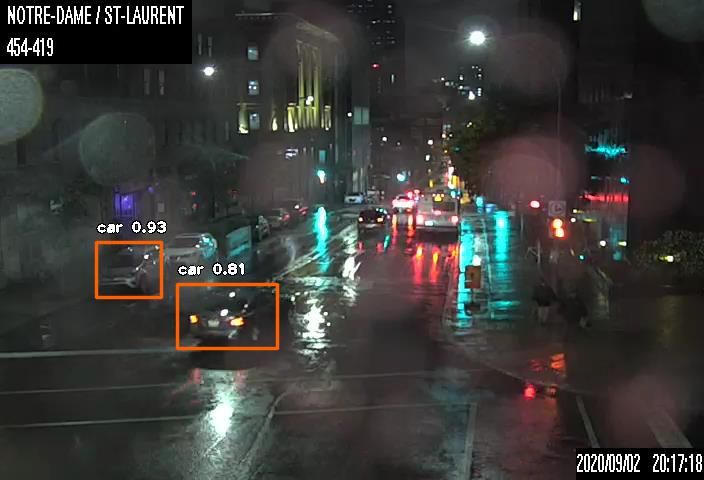 NOTRE-DAME / ST-LAURENT
454-419
car 0.93
car 0.81
2020/09/02 20:17:18